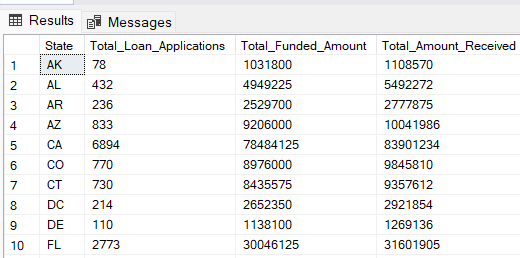 Results Messages
State Total_Loan_Applications Total_Funded_Amount Total_Amount_Received
1 AK 78 1031800 1108570
2 AL 432 4949225 5492272
3 AR 236 2529700 2777875
4 AZ 833 9206000 10041986
5 CA 6894 78484125 83901234
6 CO 770 8976000 9845810
7 CT 730 8435575 9357612
8 DC 214 2652350 2921854
9 DE 110 1138100 1269136
10 FL 2773 30046125 31601905